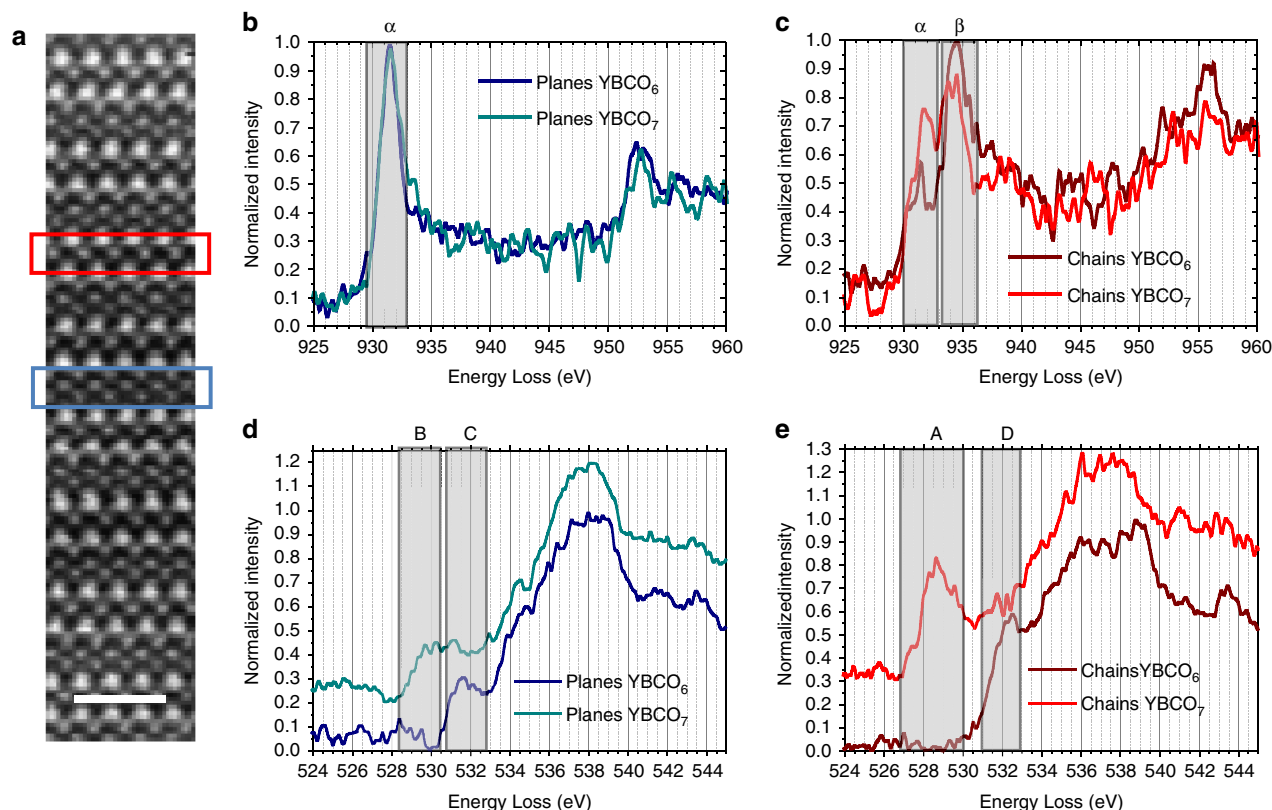 a
b
α
1.0
0.9
0.8
0.7
0.6
0.5
0.4
0.3
0.2
0.1
0.0
Normalized intensity
Planes YBCO₆
Planes YBCO₇
925 930 935 940 945 950 955 960
Energy Loss (eV)
c
α β
1.0
0.9
0.8
0.7
0.6
0.5
0.4
0.3
0.2
0.1
0.0
Normalized intensity
Chains YBCO₆
Chains YBCO₇
925 930 935 940 945 950 955 960
Energy Loss (eV)
d
B C
1.2
1.1
1.0
0.9
0.8
0.7
0.6
0.5
0.4
0.3
0.2
0.1
0.0
Normalized intensity
Planes YBCO₆
Planes YBCO₇
524 526 528 530 532 534 536 538 540 542 544
Energy Loss (eV)
e
A D
1.3
1.2
1.1
1.0
0.9
0.8
0.7
0.6
0.5
0.4
0.3
0.2
0.1
0.0
Normalizedintensity
ChainsYBCO₆
Chains YBCO₇
524 526 528 530 532 534 536 538 540 542 544
Energy Loss (eV)